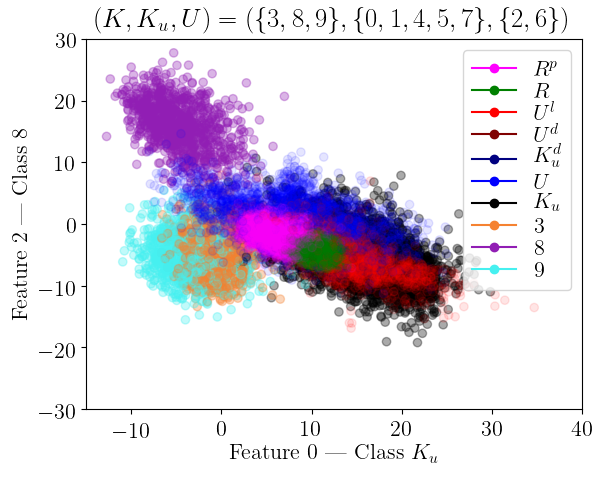 (K, K_u, U) = ({3, 8, 9}, {0, 1, 4, 5, 7}, {2, 6})
30
20
10
0
−10
−20
−30
Feature 2 — Class 8
R^p
R
U^l
U^d
K_u^d
U
K_u
3
8
9
−10
0
10
20
30
40
Feature 0 — Class K_u